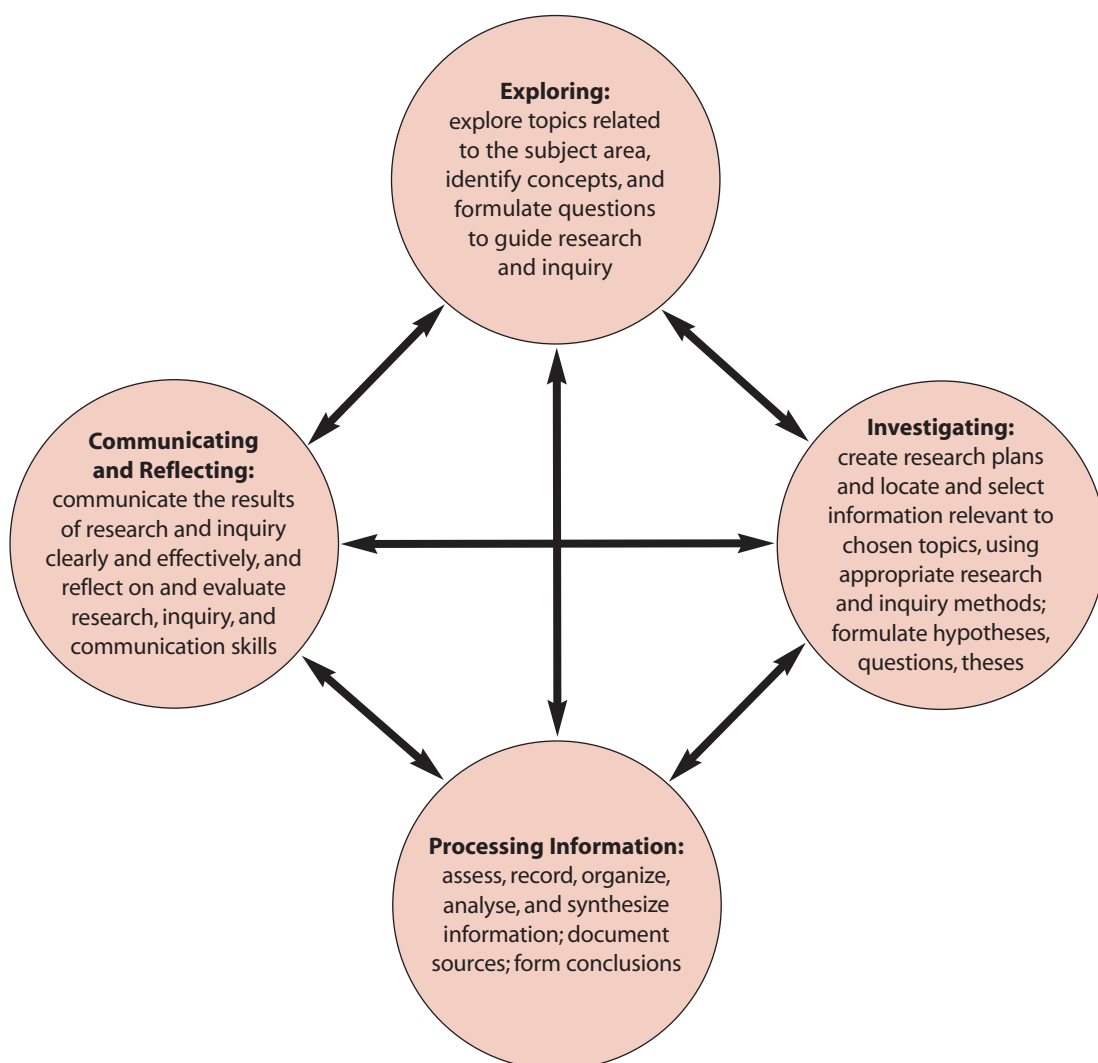 Exploring:
explore topics related
to the subject area,
identify concepts, and
formulate questions
to guide research
and inquiry
Communicating
and Reflecting:
communicate the results
of research and inquiry
clearly and effectively, and
reflect on and evaluate
research, inquiry, and
communication skills
Investigating:
create research plans
and locate and select
information relevant to
chosen topics, using
appropriate research
and inquiry methods;
formulate hypotheses,
questions, theses
Processing Information:
assess, record, organize,
analyse, and synthesize
information; document
sources; form conclusions